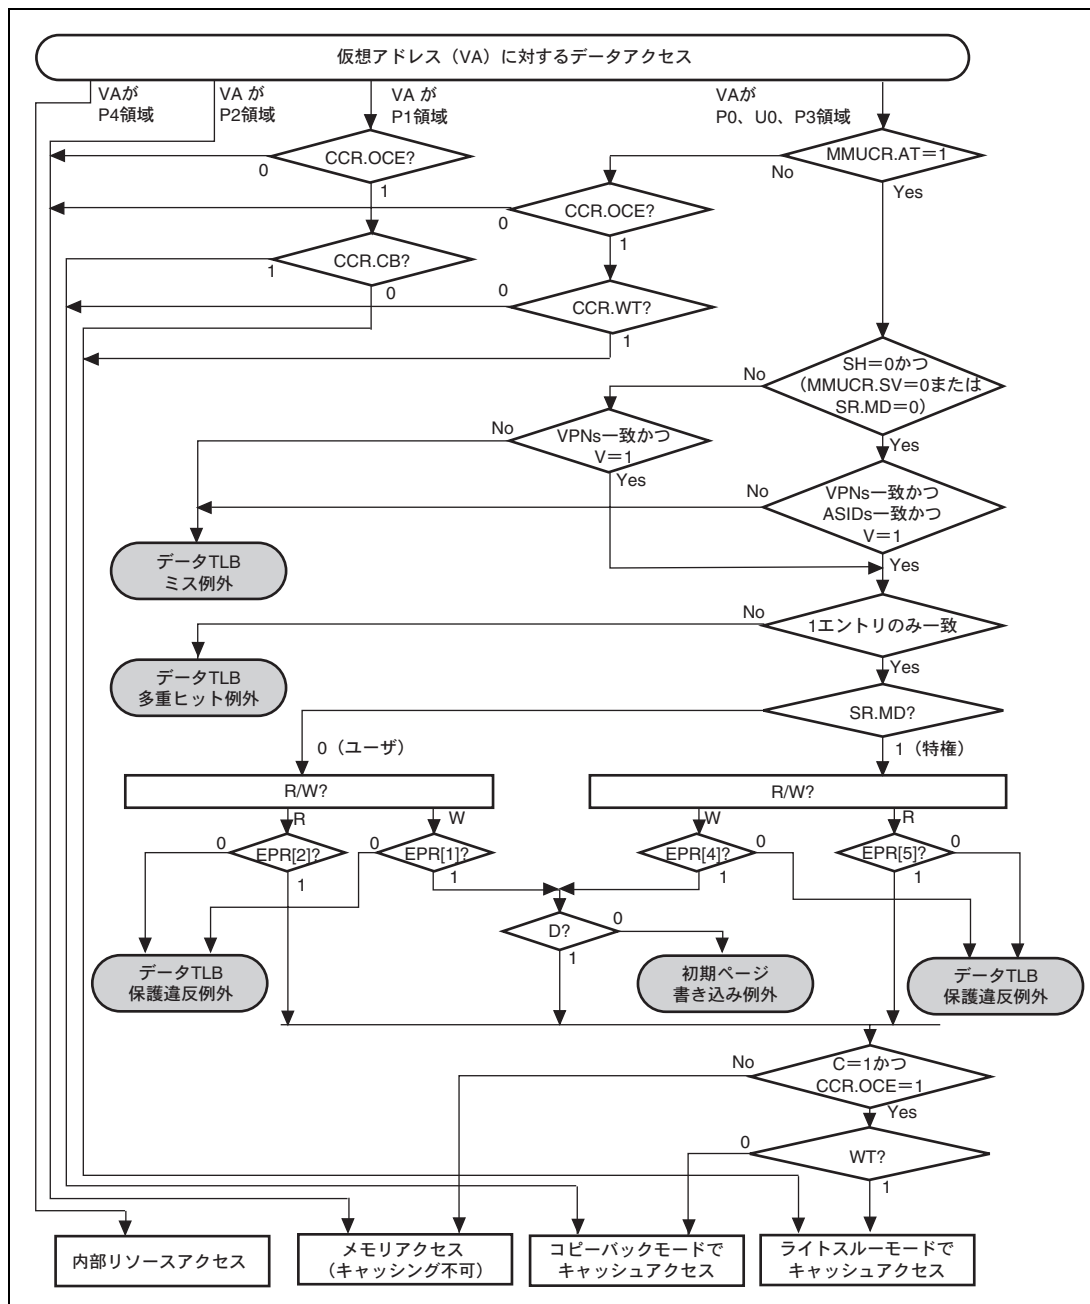 仮想アドレス（VA）に対するデータアクセス
VAが
P4領域
VA が
P2領域
VA が
P1領域
VAが
P0、U0、P3領域
CCR.OCE?
0
1
MMUCR.AT＝1
No
Yes
CCR.OCE?
0
1
CCR.CB?
1
0
CCR.WT?
0
1
SH＝0かつ
（MMUCR.SV＝0または
SR.MD＝0）
No
Yes
VPNs一致かつ
V＝1
No
Yes
VPNs一致かつ
ASIDs一致かつ
V＝1
No
Yes
データTLB
ミス例外
1エントリのみ一致
No
Yes
データTLB
多重ヒット例外
SR.MD?
0（ユーザ）
1（特権）
R/W?
R/W?
R
W
W
R
0
EPR[2]?
1
0
EPR[1]?
1
EPR[4]?
0
1
EPR[5]?
0
1
D?
0
1
データTLB
保護違反例外
初期ページ
書き込み例外
データTLB
保護違反例外
C＝1かつ
CCR.OCE＝1
No
Yes
WT?
0
1
内部リソースアクセス
メモリアクセス
（キャッシング不可）
コピーバックモードで
キャッシュアクセス
ライトスルーモードで
キャッシュアクセス